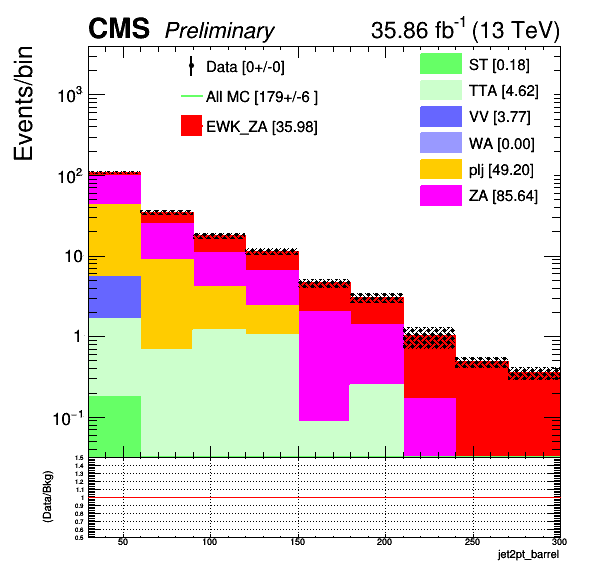 CMS Preliminary 35.86 fb⁻¹ (13 TeV)
Events/bin
Data [0+/-0]
All MC [179+/-6 ]
EWK_ZA [35.98]
ST [0.18]
TTA [4.62]
VV [3.77]
WA [0.00]
plj [49.20]
ZA [85.64]
10³
10²
10
1
10⁻¹
(Data/Bkg)
1.5
1.4
1.3
1.2
1.1
1
0.9
0.8
0.7
0.6
0.5
50 100 150 200 250 300
jet2pt_barrel